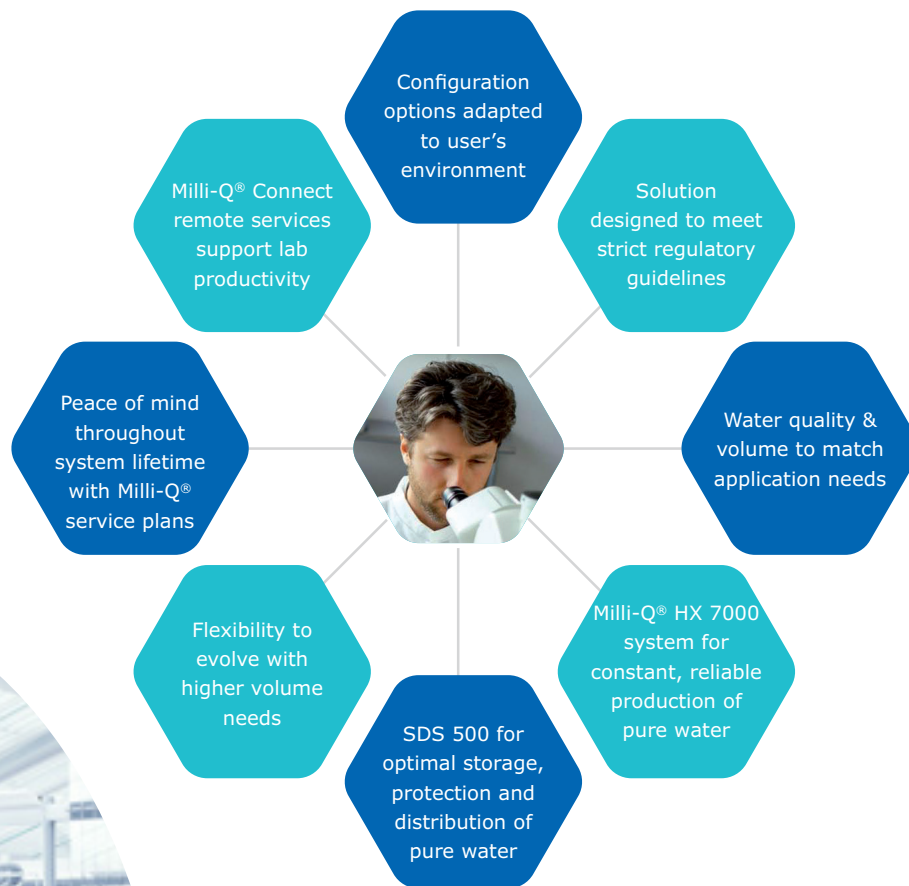 Configuration
options adapted
to user’s
environment
Solution
designed to meet
strict regulatory
guidelines
Water quality &
volume to match
application needs
Milli-Q® HX 7000
system for
constant, reliable
production of
pure water
SDS 500 for
optimal storage,
protection and
distribution of
pure water
Flexibility to
evolve with
higher volume
needs
Peace of mind
throughout
system lifetime
with Milli-Q®
service plans
Milli-Q® Connect
remote services
support lab
productivity